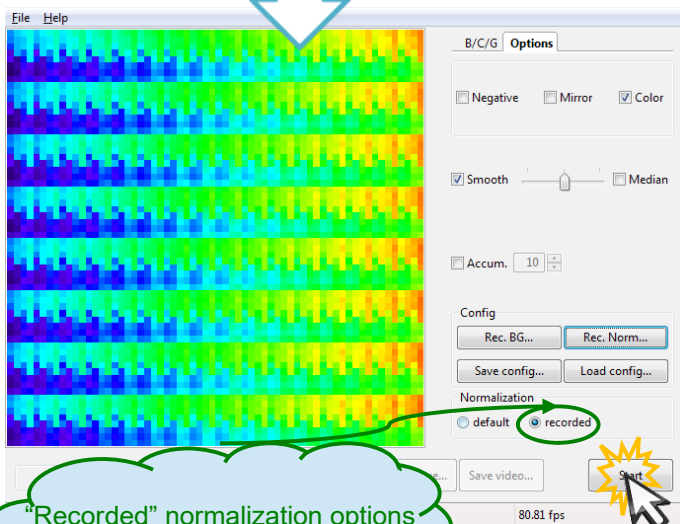 File Help
B/C/G Options
Negative Mirror Color
Smooth Median
Accum. 10
Config
Rec. BG... Rec. Norm...
Save config... Load config...
Normalization
default recorded
Save video... Start
80.81 fps
"Recorded" normalization options